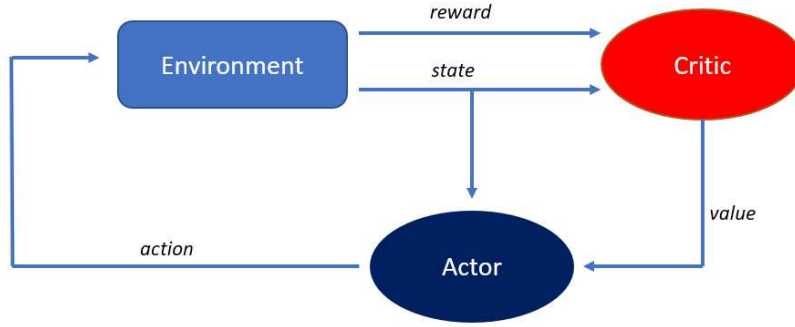 reward
Environment
state
Critic
value
action
Actor